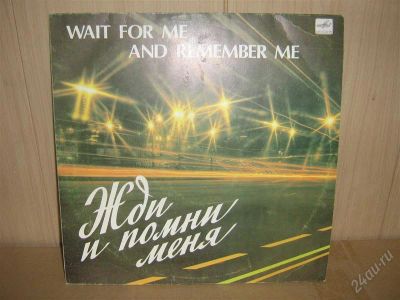 WAIT FOR ME
AND REMEMBER ME
Жди
и помни
меня
24au.ru